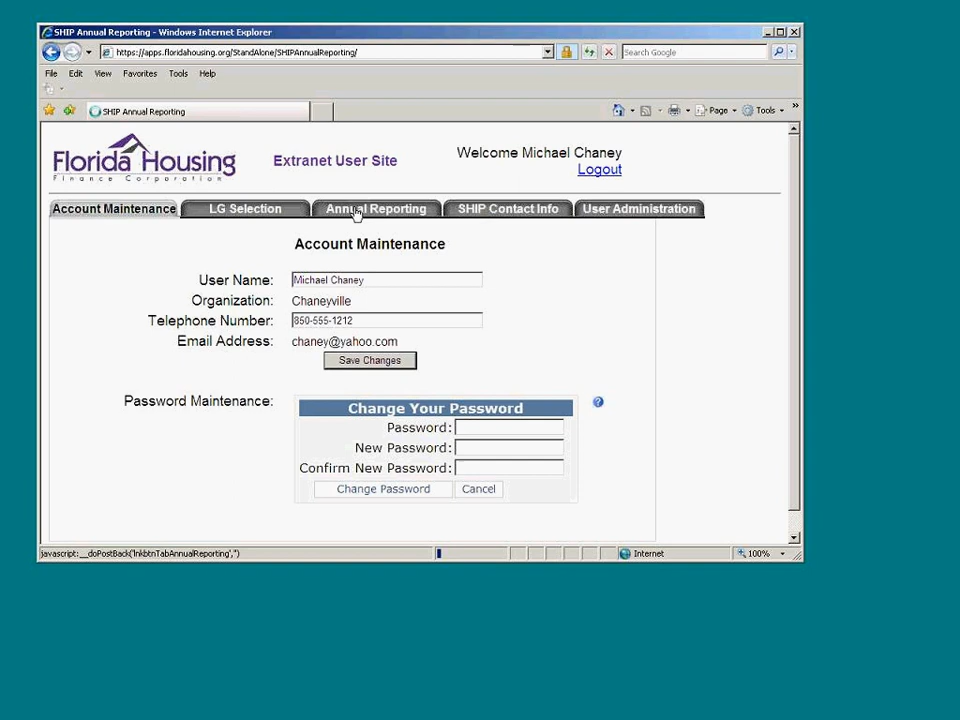 SHIP Annual Reporting - Windows Internet Explorer
https://apps.floridahousing.org/StandAlone/SHIPAnnualReporting/
Search Google
File Edit View Favorites Tools Help
SHIP Annual Reporting
Page Tools »
Florida Housing
Finance Corporation
Extranet User Site
Welcome Michael Chaney
Logout
Account Maintenance LG Selection Annual Reporting SHIP Contact Info User Administration
Account Maintenance
User Name: Michael Chaney
Organization: Chaneyville
Telephone Number: 850-555-1212
Email Address: chaney@yahoo.com
Save Changes
Password Maintenance:
Change Your Password
Password:
New Password:
Confirm New Password:
Change Password Cancel
javascript:__doPostBack('lnkbtnTabAnnualReporting','')
Internet
100%